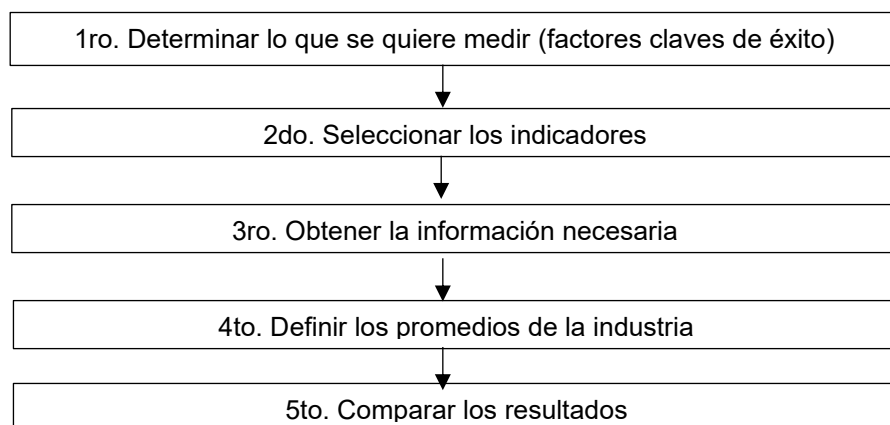 1ro. Determinar lo que se quiere medir (factores claves de éxito)
2do. Seleccionar los indicadores
3ro. Obtener la información necesaria
4to. Definir los promedios de la industria
5to. Comparar los resultados